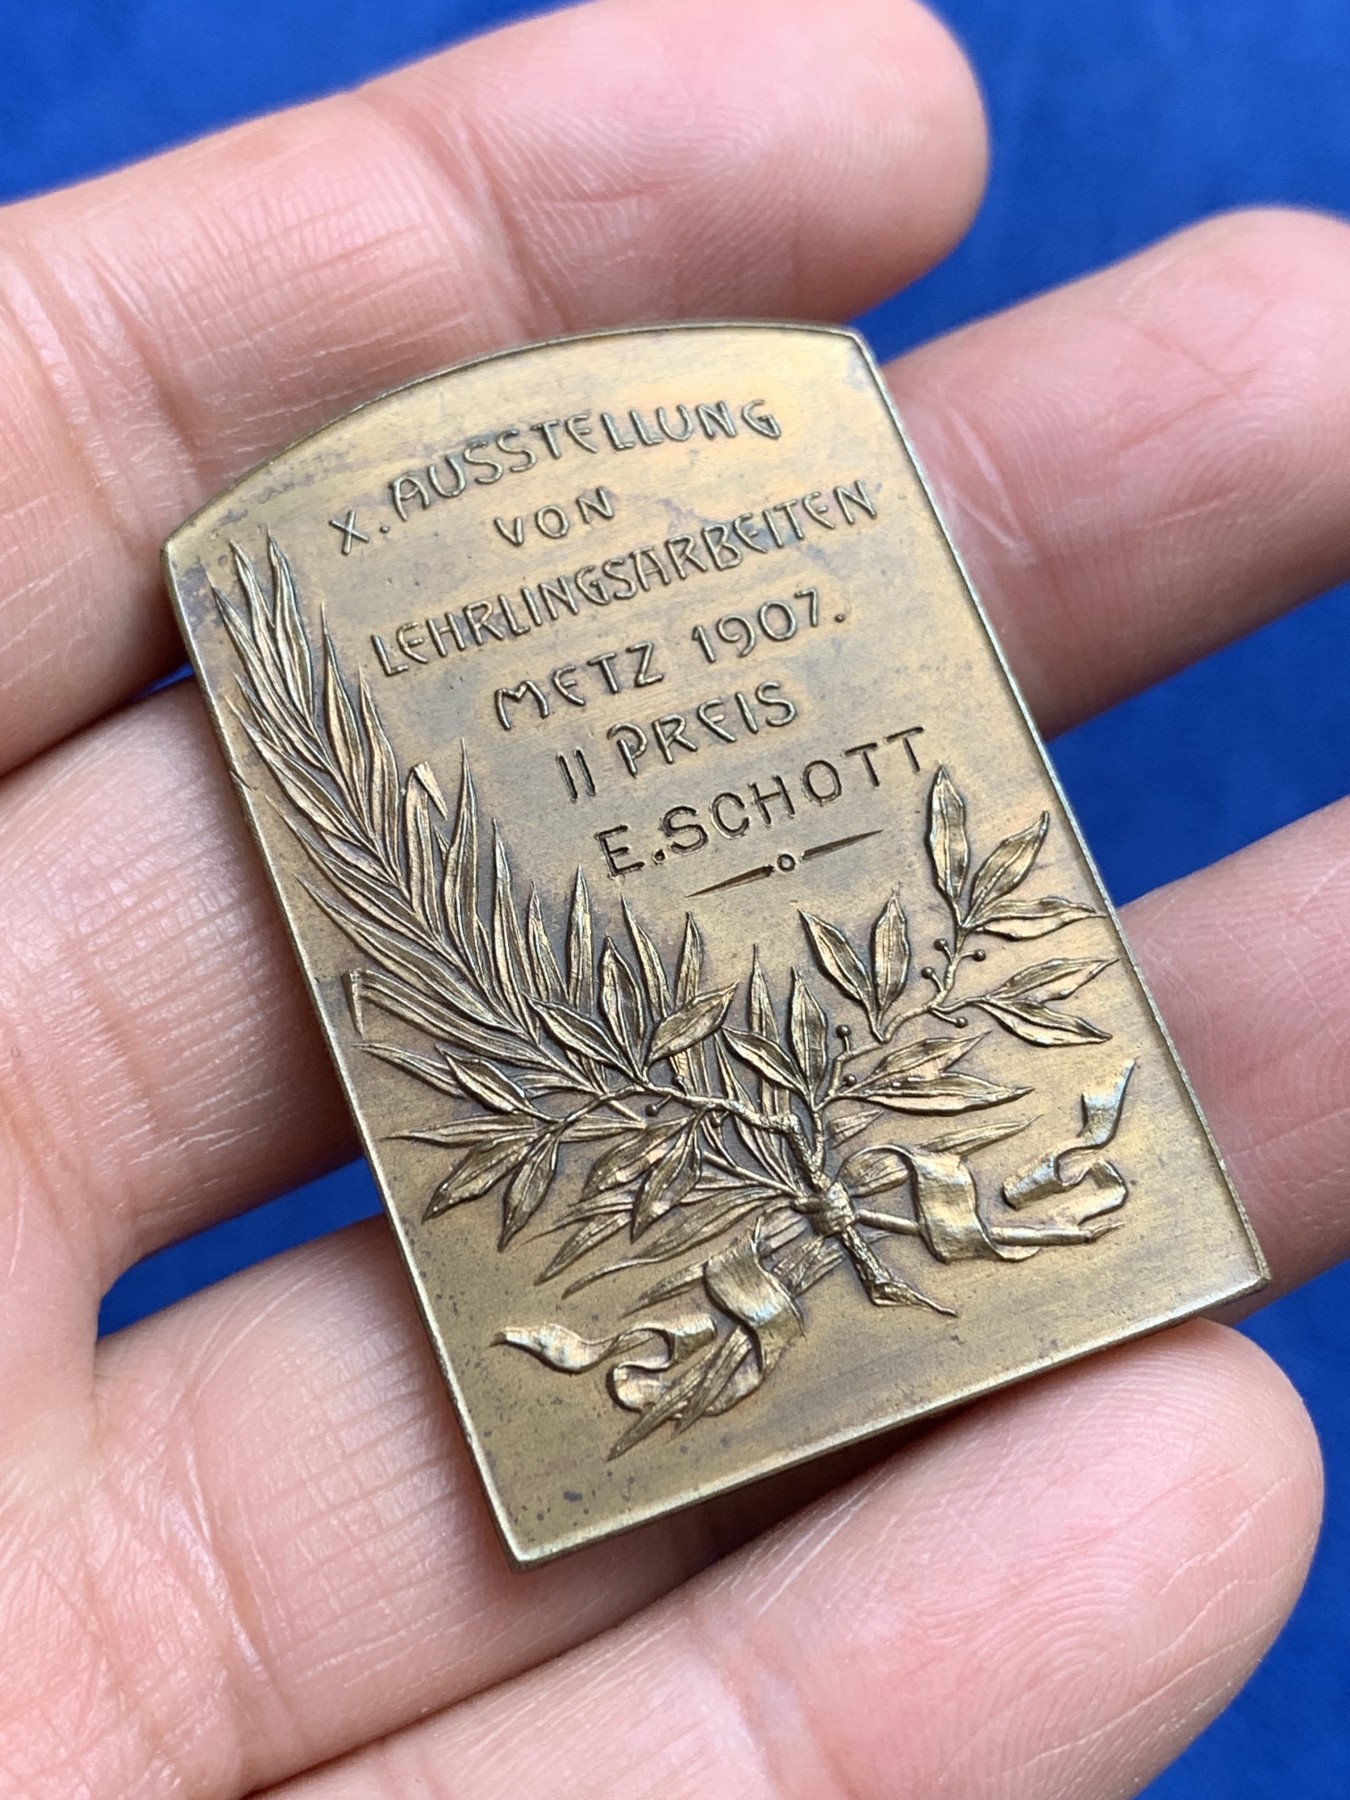 X. AUSSTELLUNG
VON
LEHRLINGSARBEITEN
METZ 1907.
II PREIS
E. SCHOTT